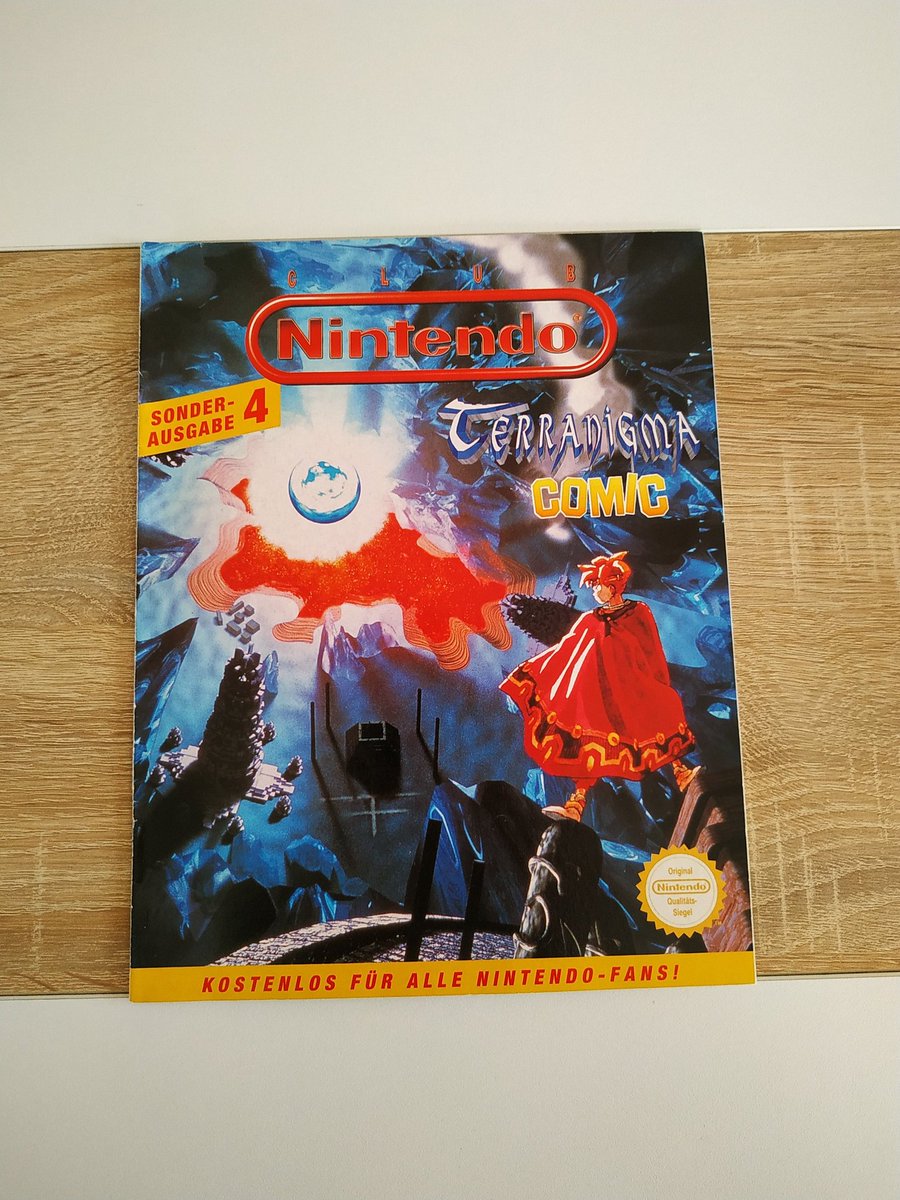 CLUB
Nintendo®
SONDER-
AUSGABE 4
TERRANIGMA
COMIC
Original
Nintendo
Qualitäts-
Siegel
KOSTENLOS FÜR ALLE NINTENDO-FANS!